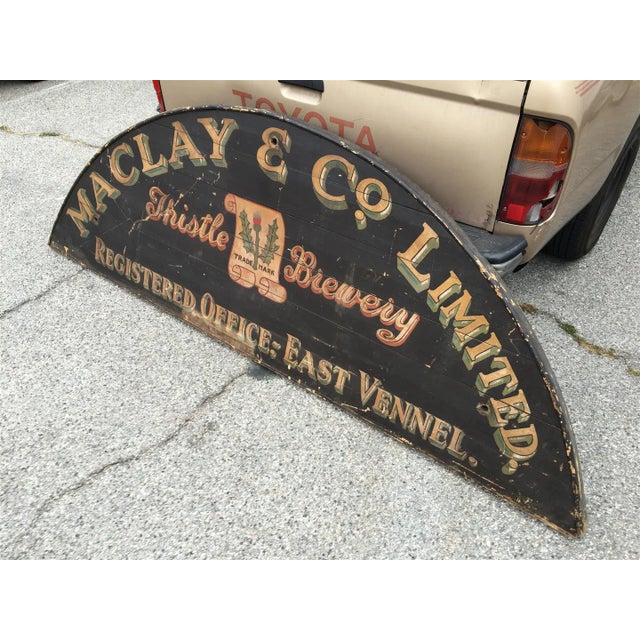 TOYOTA
MACLAY & Co. LIMITED.
Thistle Brewery
TRADE MARK
REGISTERED OFFICE:- EAST VENNEL.